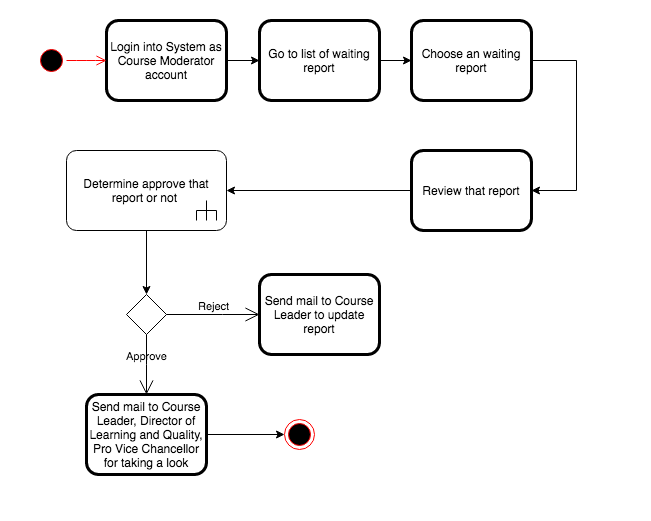 Login into System as
Course Moderator
account
Go to list of waiting
report
Choose an waiting
report
Determine approve that
report or not
Review that report
Reject
Send mail to Course
Leader to update
report
Approve
Send mail to Course
Leader, Director of
Learning and Quality,
Pro Vice Chancellor
for taking a look